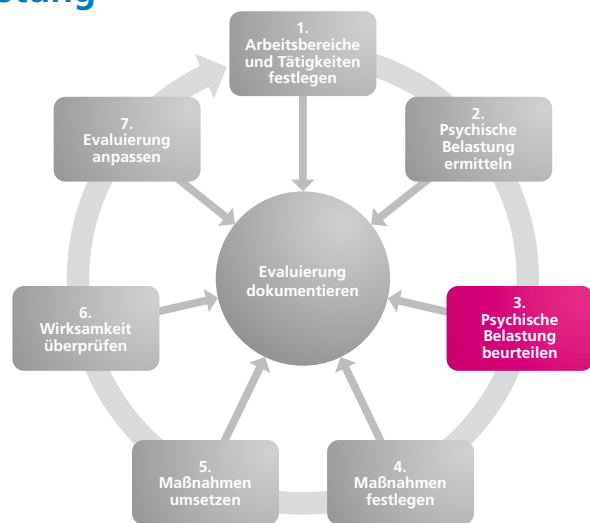 1.
Arbeitsbereiche
und Tätigkeiten
festlegen
2.
Psychische
Belastung
ermitteln
3.
Psychische
Belastung
beurteilen
4.
Maßnahmen
festlegen
5.
Maßnahmen
umsetzen
6.
Wirksamkeit
überprüfen
7.
Evaluierung
anpassen
Evaluierung
dokumentieren